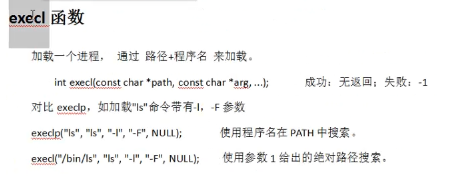 execl 函数
加载一个进程， 通过 路径+程序名 来加载。
int execl(const char *path, const char *arg, ...); 成功：无返回；失败：-1
对比 execlp，如加载"ls"命令带有-l，-F 参数
execlp("ls", "ls", "-l", "-F", NULL); 使用程序名在 PATH 中搜索。
execl("/bin/ls", "ls", "-l", "-F", NULL); 使用参数 1 给出的绝对路径搜索。